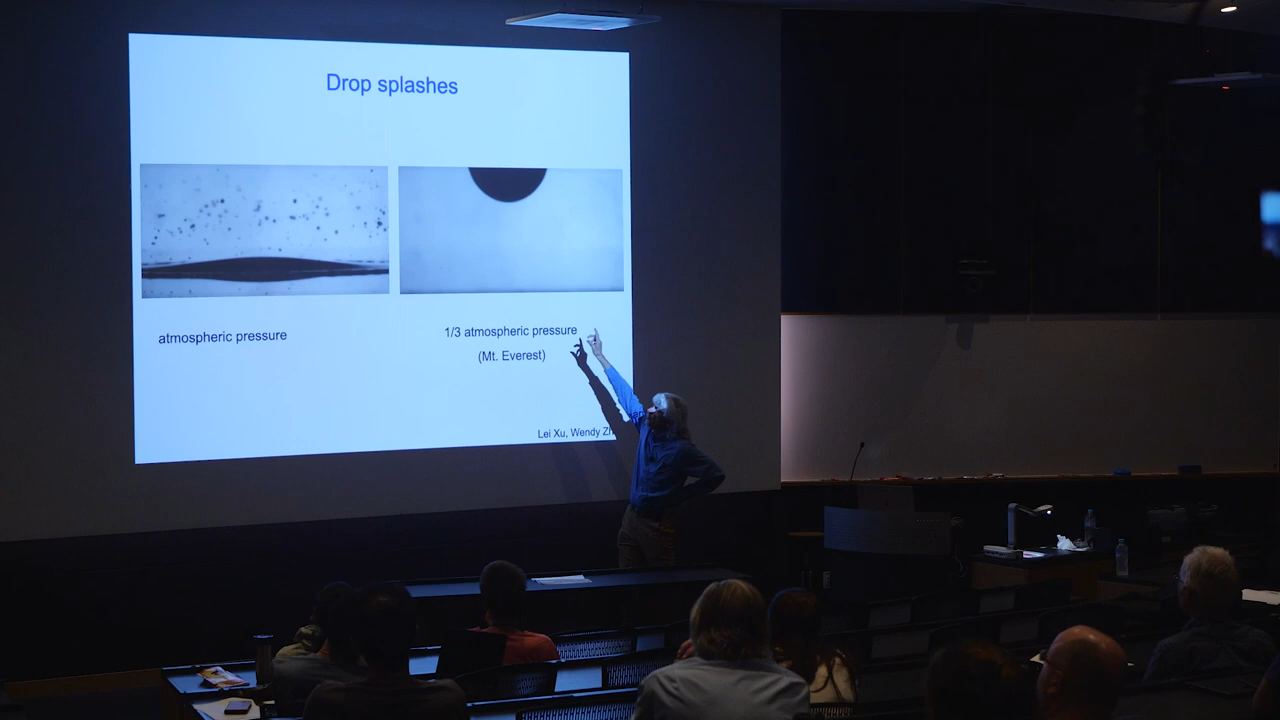 Drop splashes
atmospheric pressure
1/3 atmospheric pressure
(Mt. Everest)
Lei Xu, Wendy